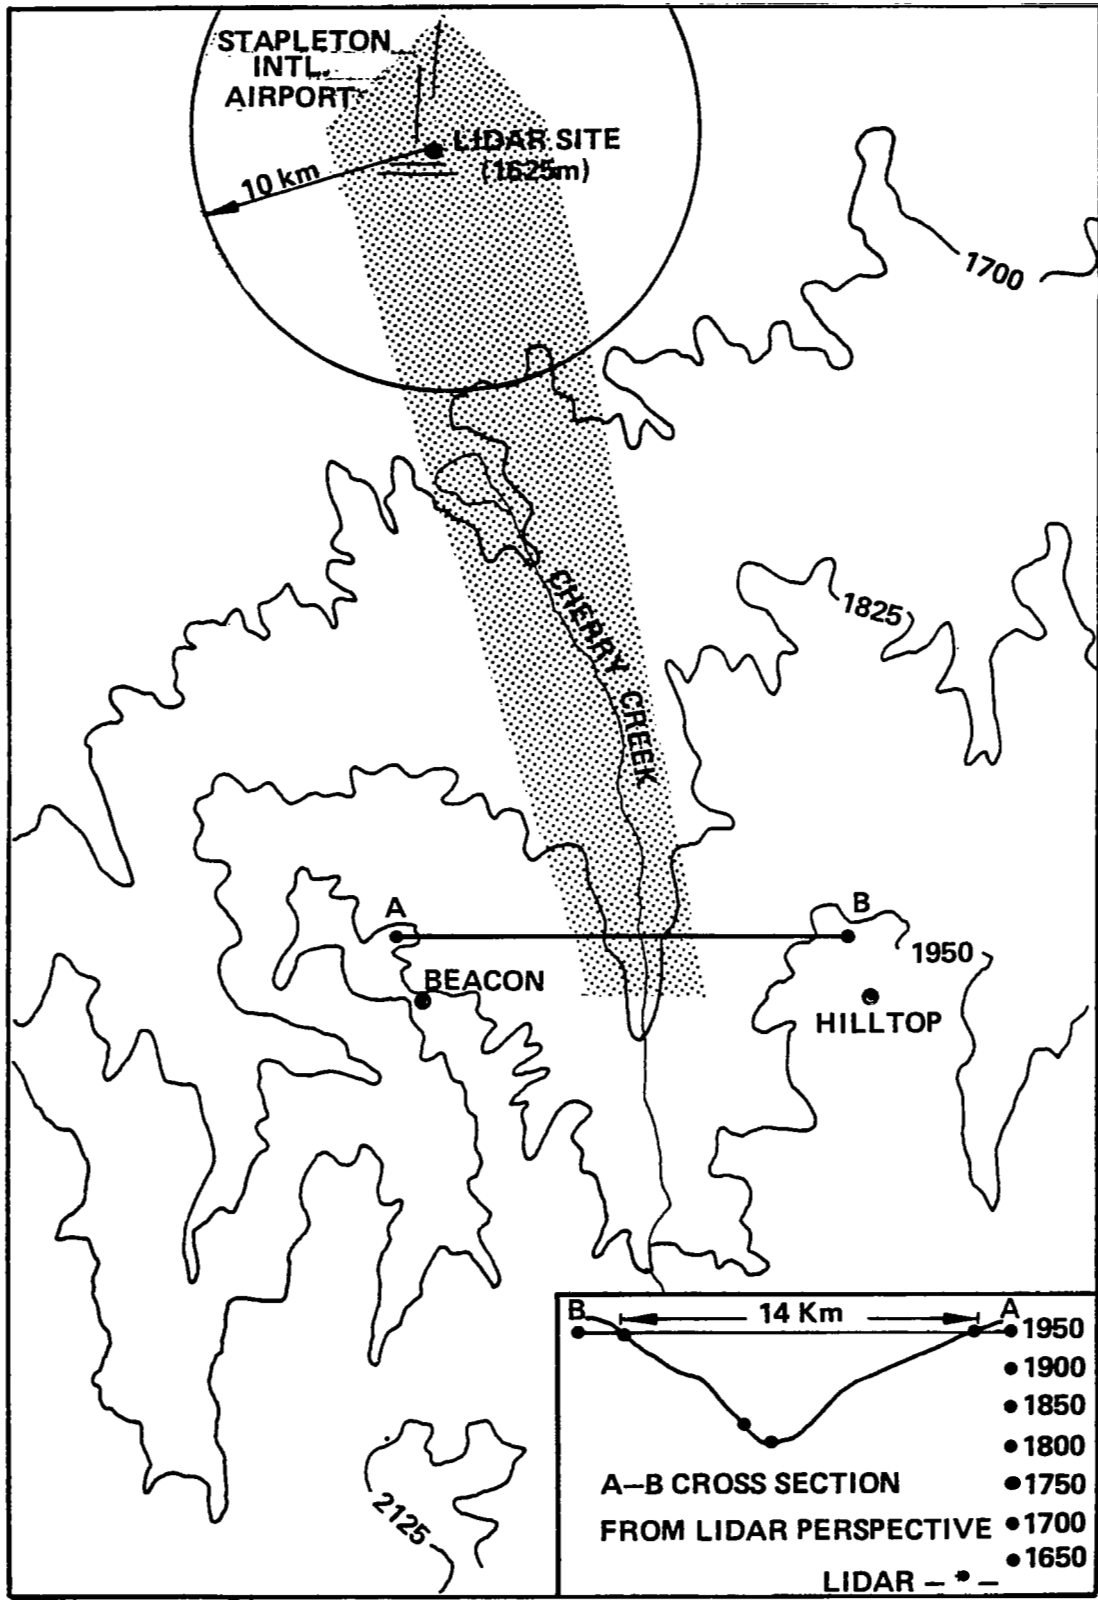 STAPLETON
INTL.
AIRPORT
LIDAR SITE
(1625m)
10 km
1700
1825
CHERRY CREEK
A
B
BEACON
1950
HILLTOP
2125
B
14 Km
A
1950
1900
1850
1800
A–B CROSS SECTION
1750
FROM LIDAR PERSPECTIVE
1700
1650
LIDAR